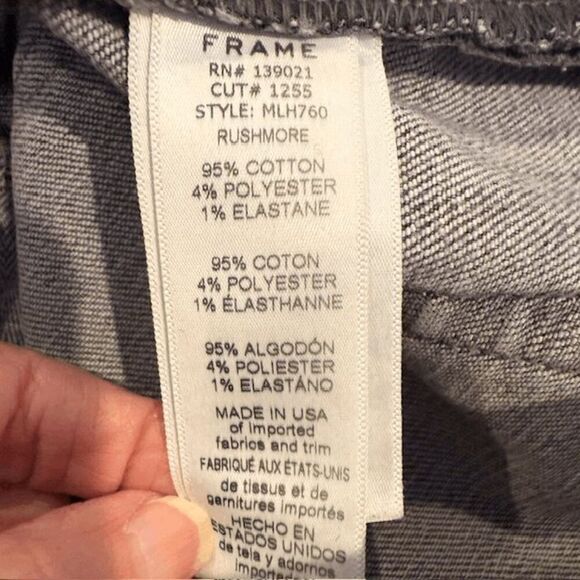 FRAME
RN# 139021
CUT# 1255
STYLE: MLH760
RUSHMORE
95% COTTON
4% POLYESTER
1% ELASTANE
95% COTON
4% POLYESTER
1% ÉLASTHANNE
95% ALGODÓN
4% POLIESTER
1% ELASTÁNO
MADE IN USA
of imported
fabrics and trim
FABRIQUÉ AUX ÉTATS-UNIS
de tissus et de
garnitures importés
HECHO EN
ESTADOS UNIDOS
de tela y adornos